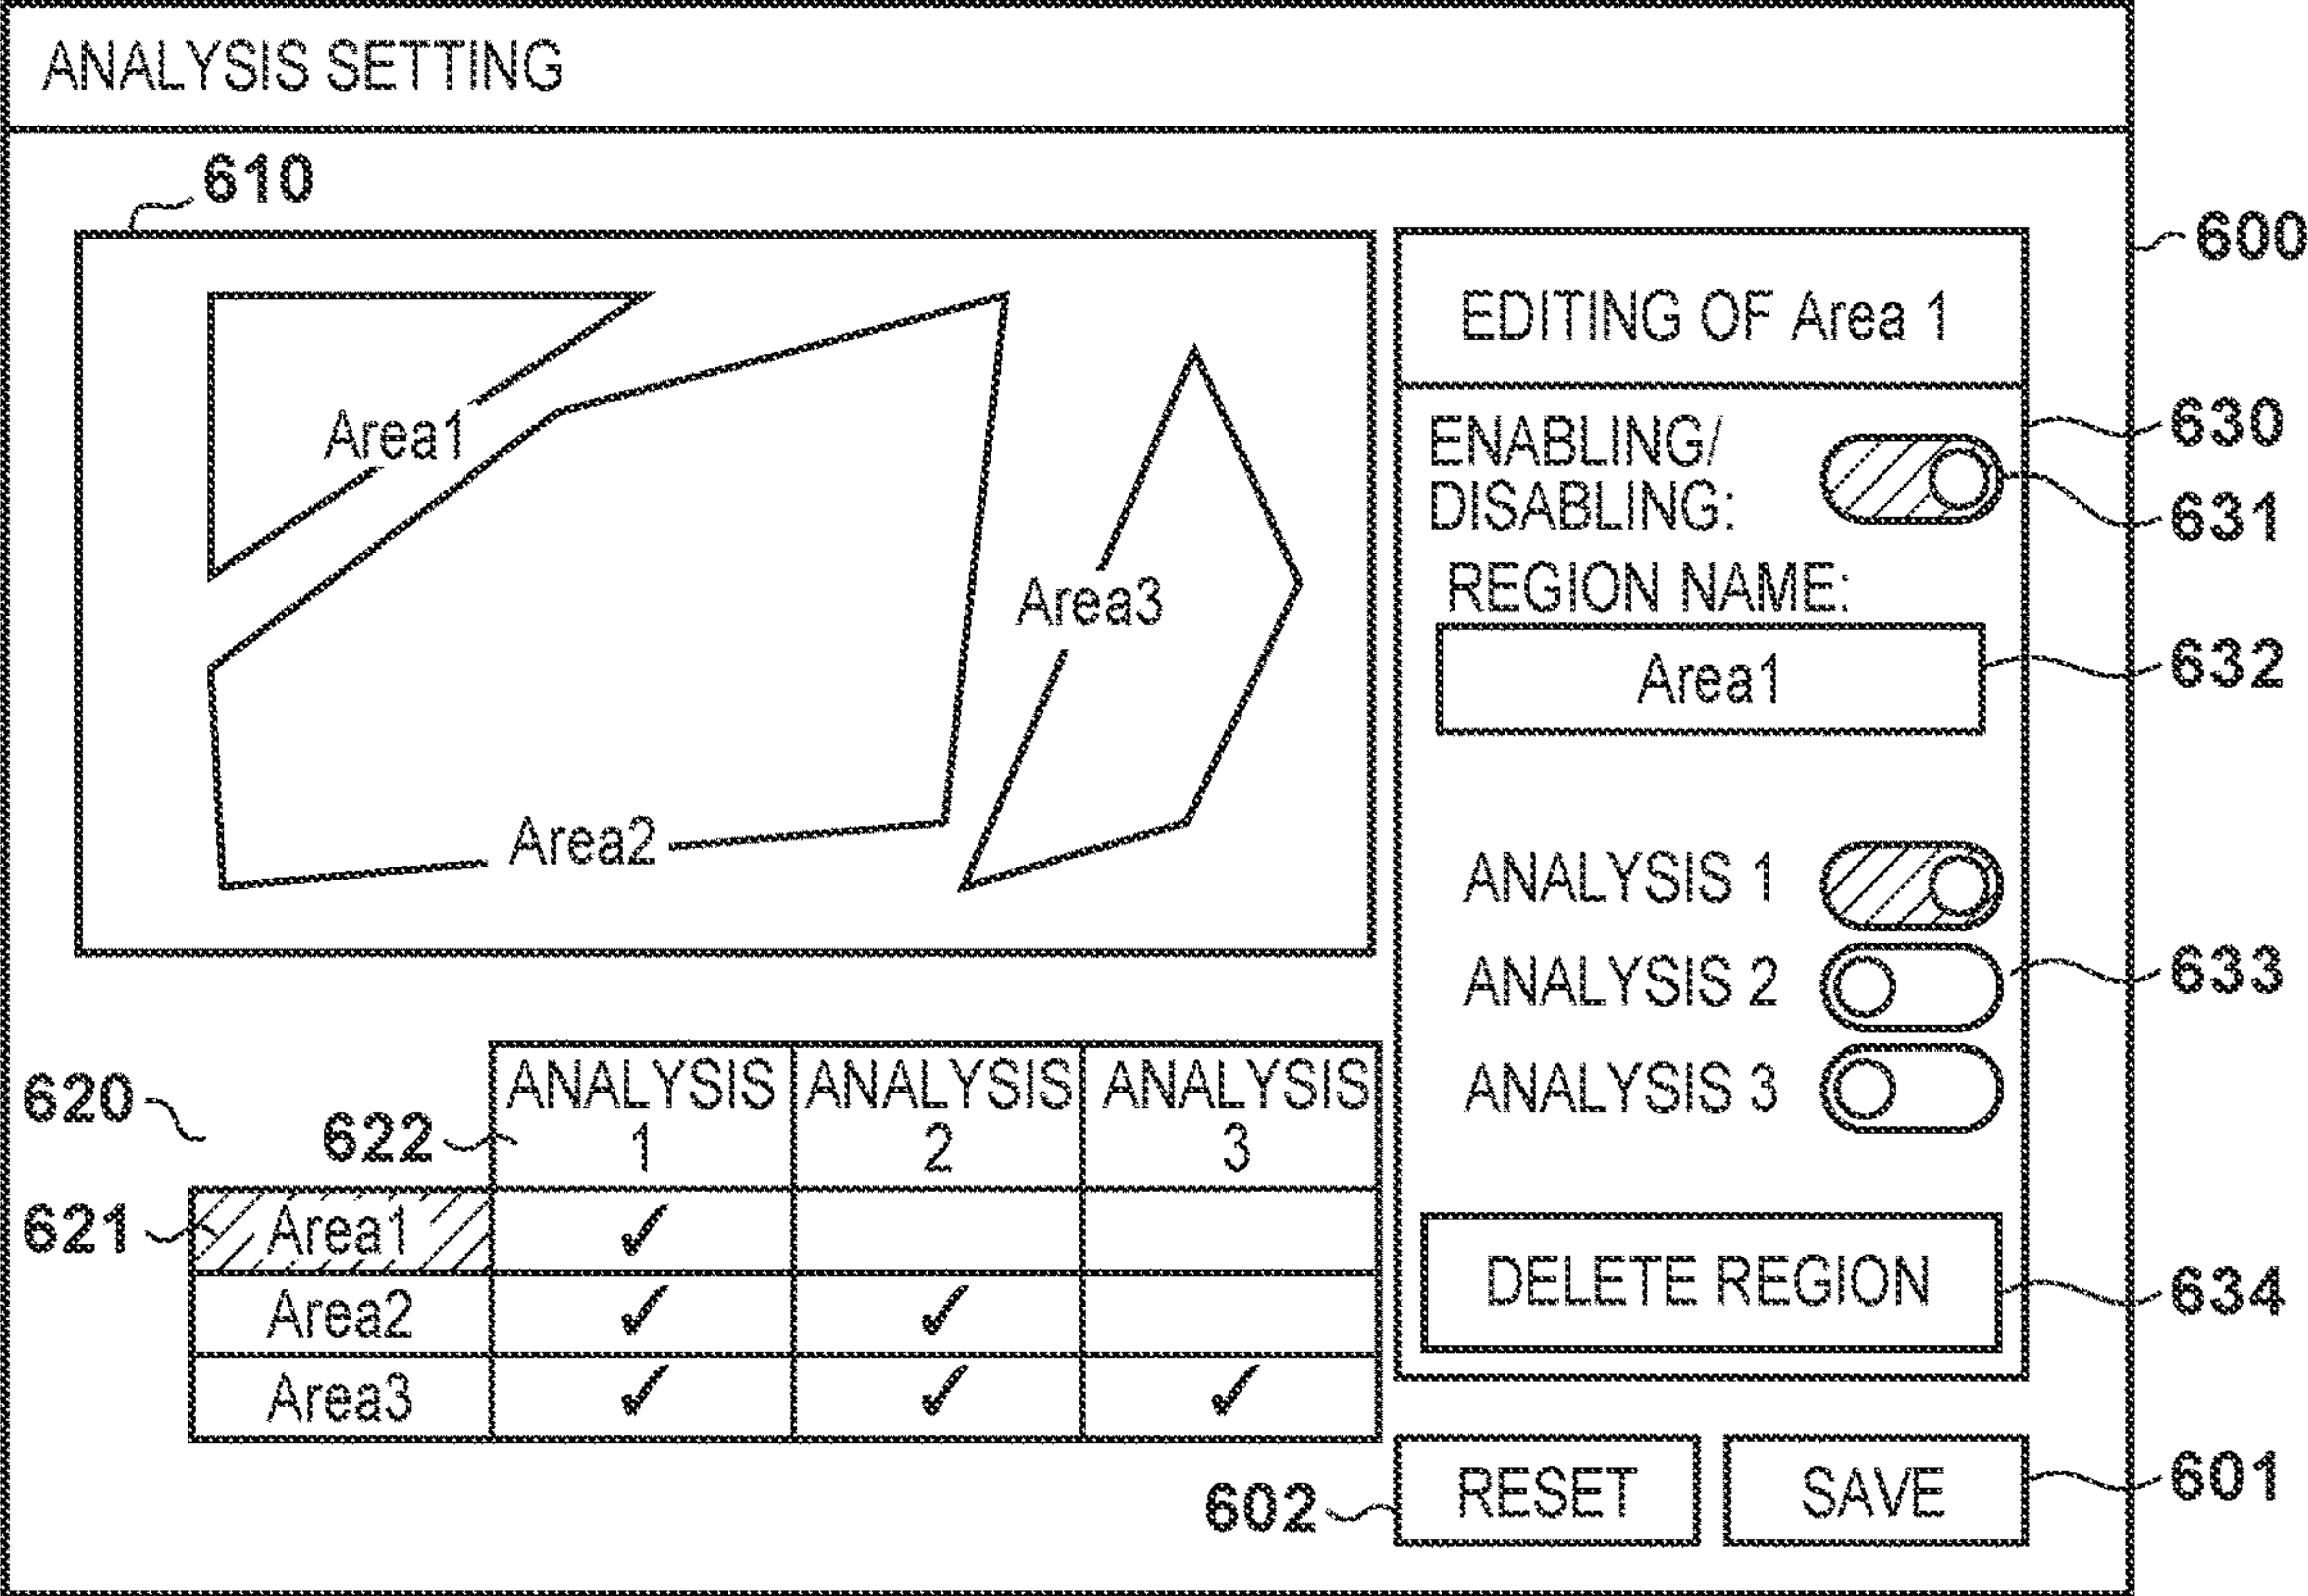 ANALYSIS SETTING
610
600
Area1
Area2
Area3
EDITING OF Area 1
630
ENABLING/
DISABLING:
631
REGION NAME:
Area1
632
ANALYSIS 1
ANALYSIS 2
633
ANALYSIS 3
DELETE REGION
634
620
622
621
ANALYSIS 1 ANALYSIS 2 ANALYSIS 3
Area1 ✓
Area2 ✓ ✓
Area3 ✓ ✓ ✓
602
RESET
SAVE
601